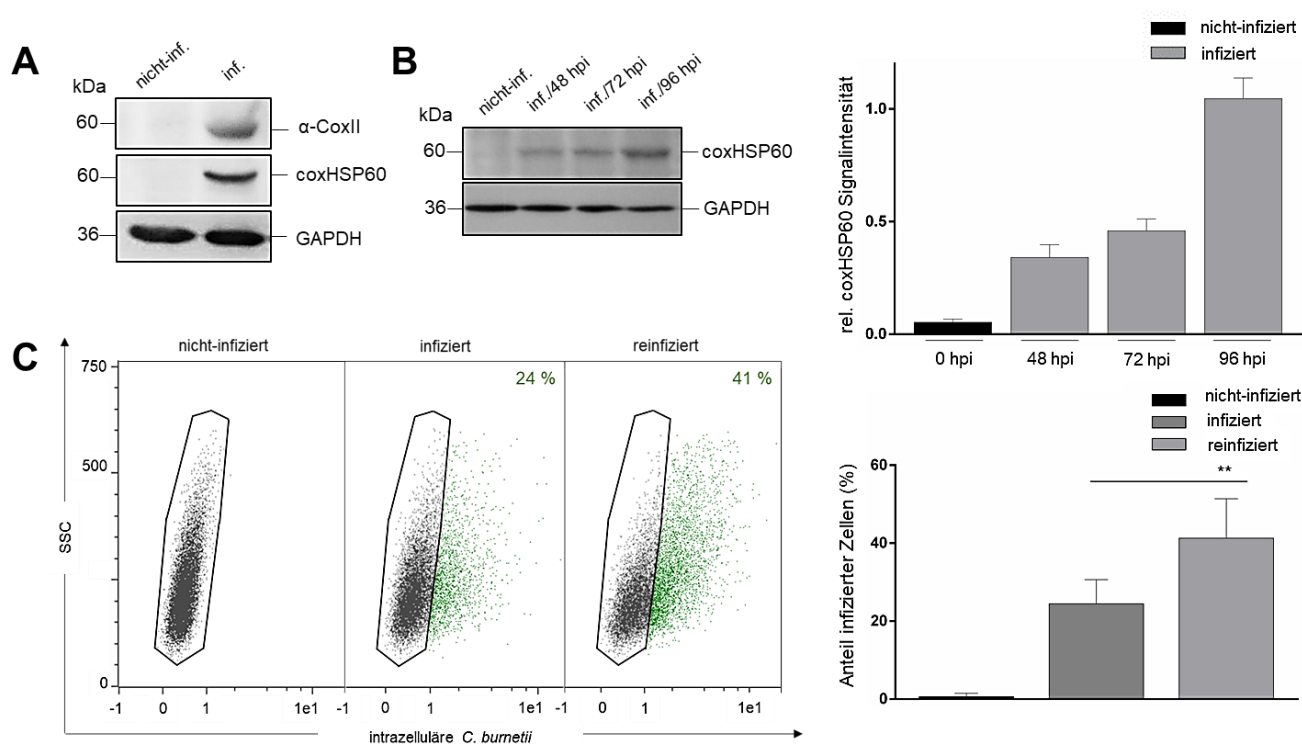 A
nicht-inf.
inf.
kDa
60
α-CoxII
60
coxHSP60
36
GAPDH
B
nicht-inf.
inf./48 hpi
inf./72 hpi
inf./96 hpi
kDa
60
coxHSP60
36
GAPDH
nicht-infiziert
infiziert
rel. coxHSP60 Signalintensität
1.0
0.5
0.0
0 hpi
48 hpi
72 hpi
96 hpi
C
nicht-infiziert
infiziert
reinfiziert
24 %
41 %
SSC
750
500
0
-1 0 1 1e1
-1 0 1 1e1
-1 0 1 1e1
intrazelluläre C. burnetii
nicht-infiziert
infiziert
reinfiziert
Anteil infizierter Zellen (%)
60
40
20
0
**